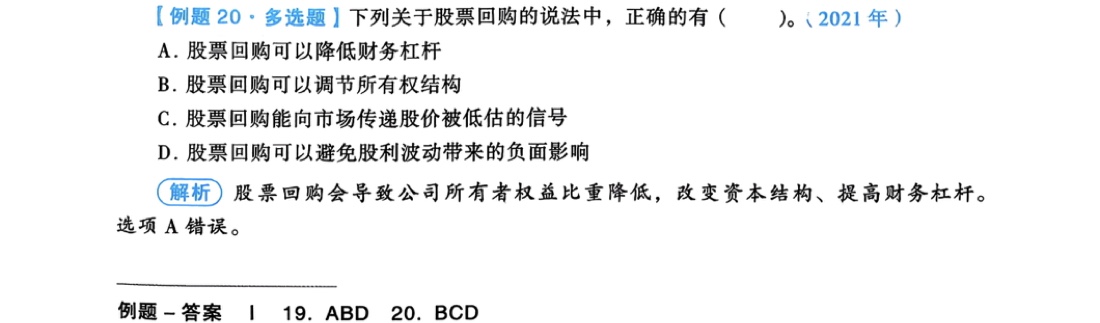 【例题 20·多选题】下列关于股票回购的说法中，正确的有（　　）。（2021 年）
A. 股票回购可以降低财务杠杆
B. 股票回购可以调节所有权结构
C. 股票回购能向市场传递股价被低估的信号
D. 股票回购可以避免股利波动带来的负面影响
解析 股票回购会导致公司所有者权益比重降低，改变资本结构、提高财务杠杆。
选项 A 错误。
例题－答案 | 19. ABD 20. BCD